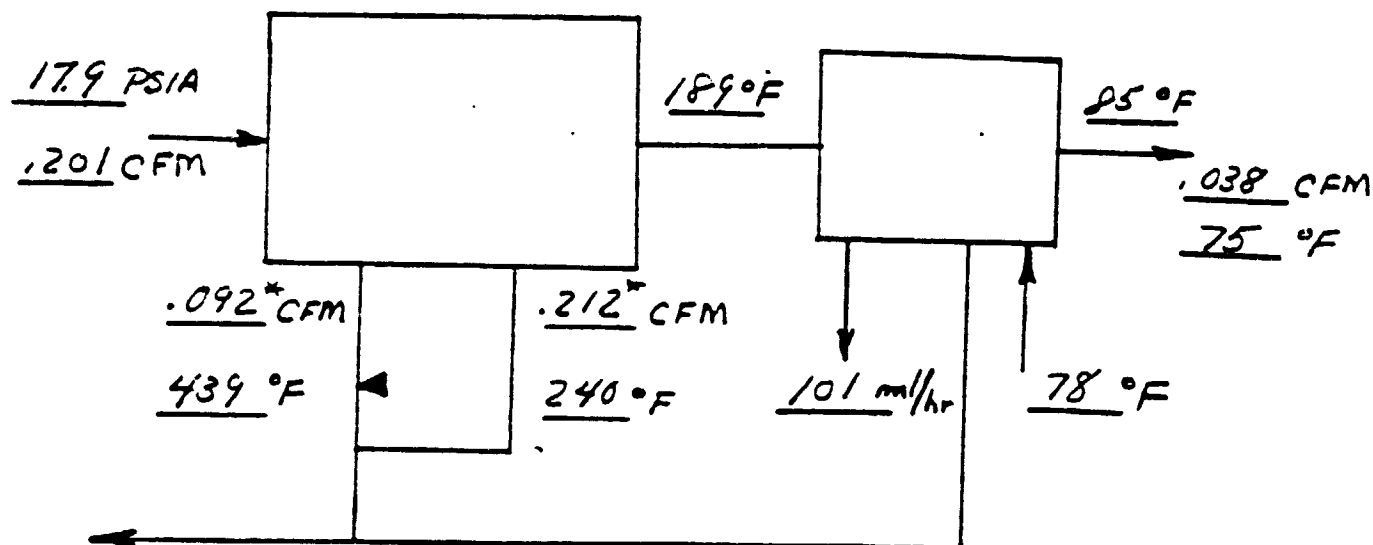 17.9 PSIA
189°F
85 °F
.201 CFM
.038 CFM
75 °F
.092* CFM
.212* CFM
439 °F
240 °F
101 ml/hr
78 °F